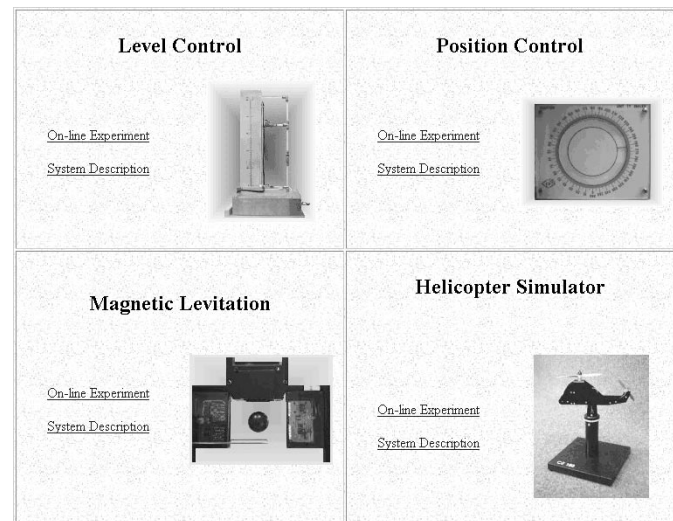 Level Control
On-line Experiment
System Description
Position Control
On-line Experiment
System Description
Magnetic Levitation
On-line Experiment
System Description
Helicopter Simulator
On-line Experiment
System Description